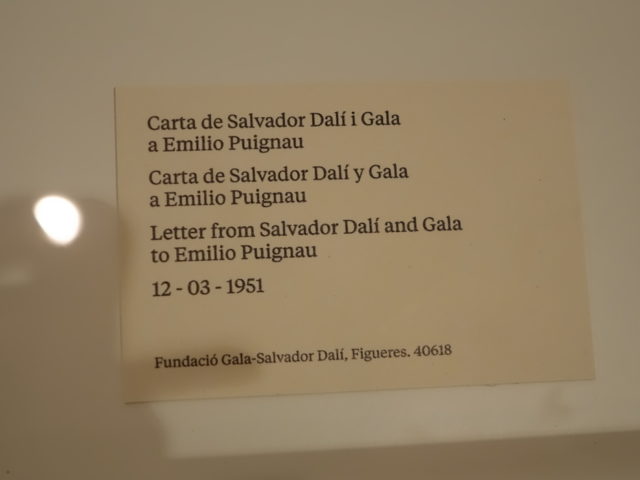 Carta de Salvador Dalí i Gala
a Emilio Puignau
Carta de Salvador Dalí y Gala
a Emilio Puignau
Letter from Salvador Dalí and Gala
to Emilio Puignau
12 - 03 - 1951
Fundació Gala-Salvador Dalí, Figueres. 40618